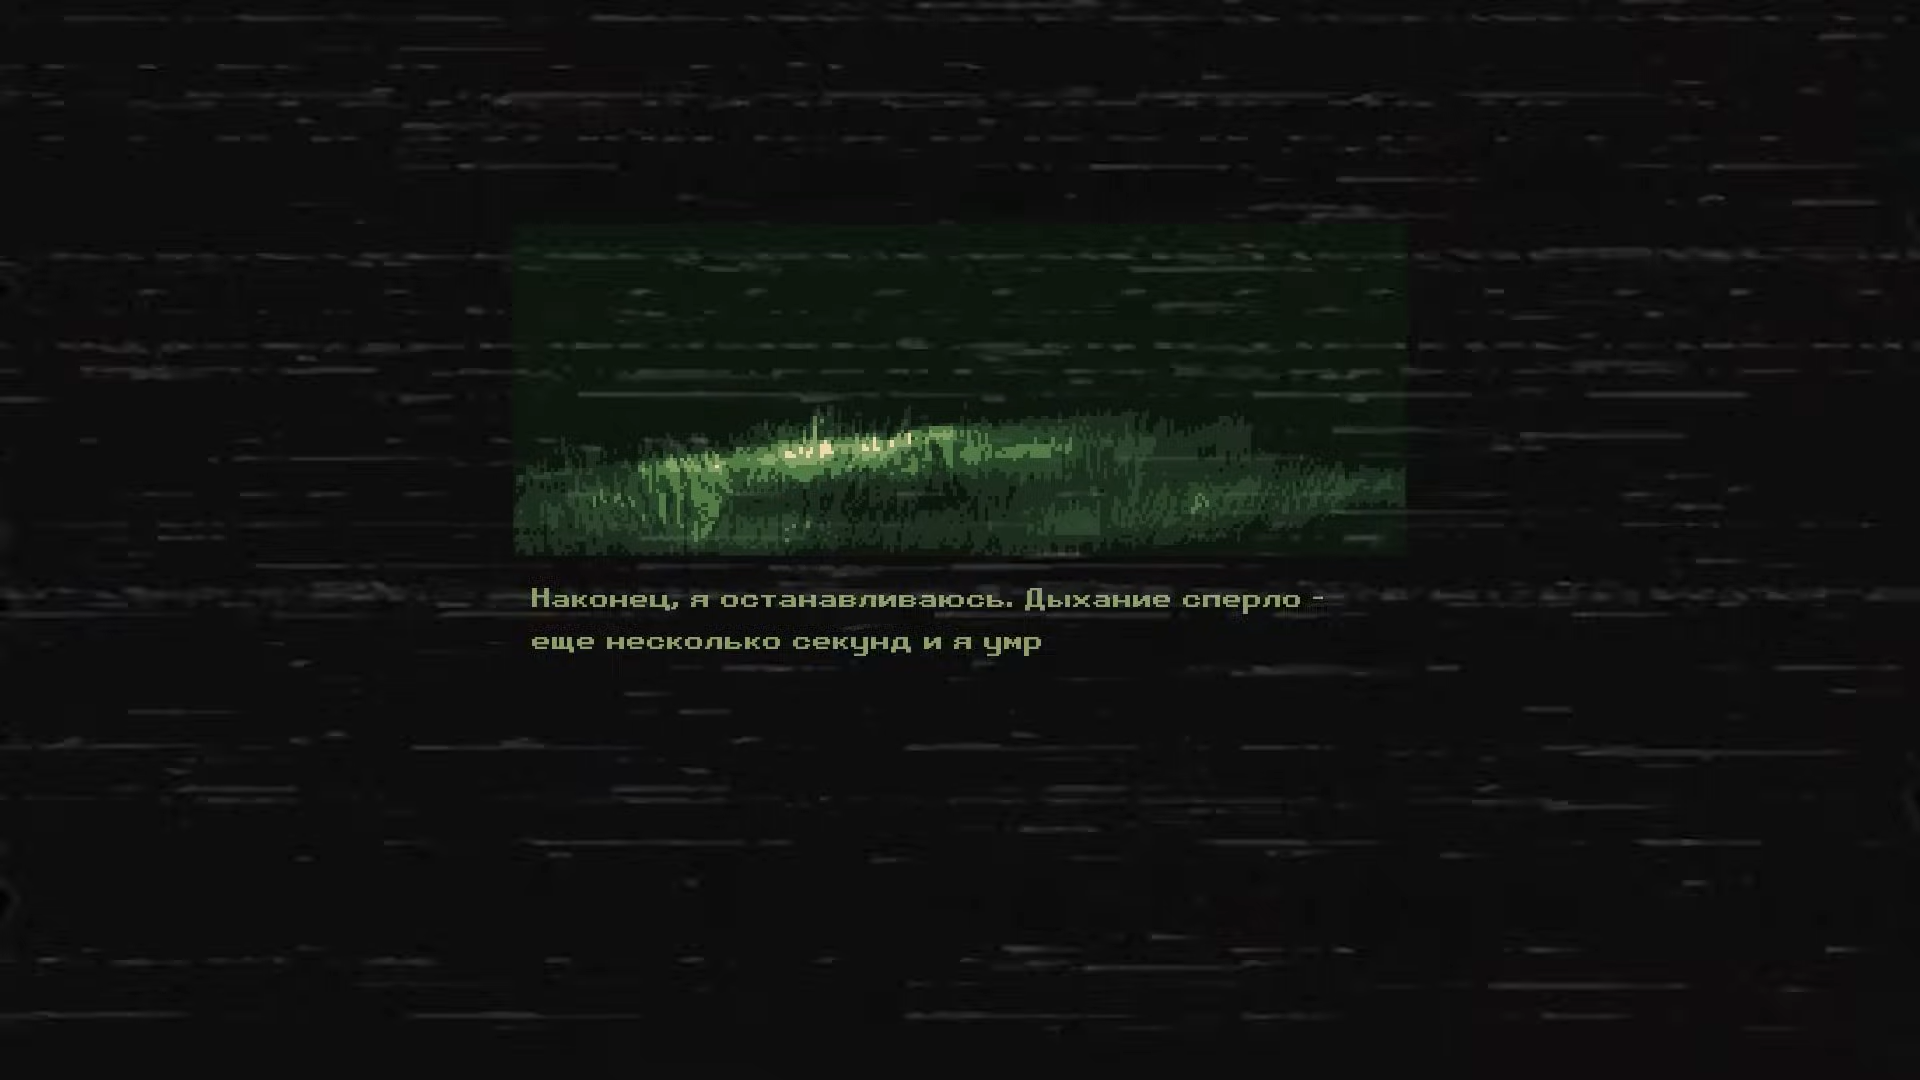 Наконец, я останавливаюсь. Дыхание сперло -
еще несколько секунд и я умр